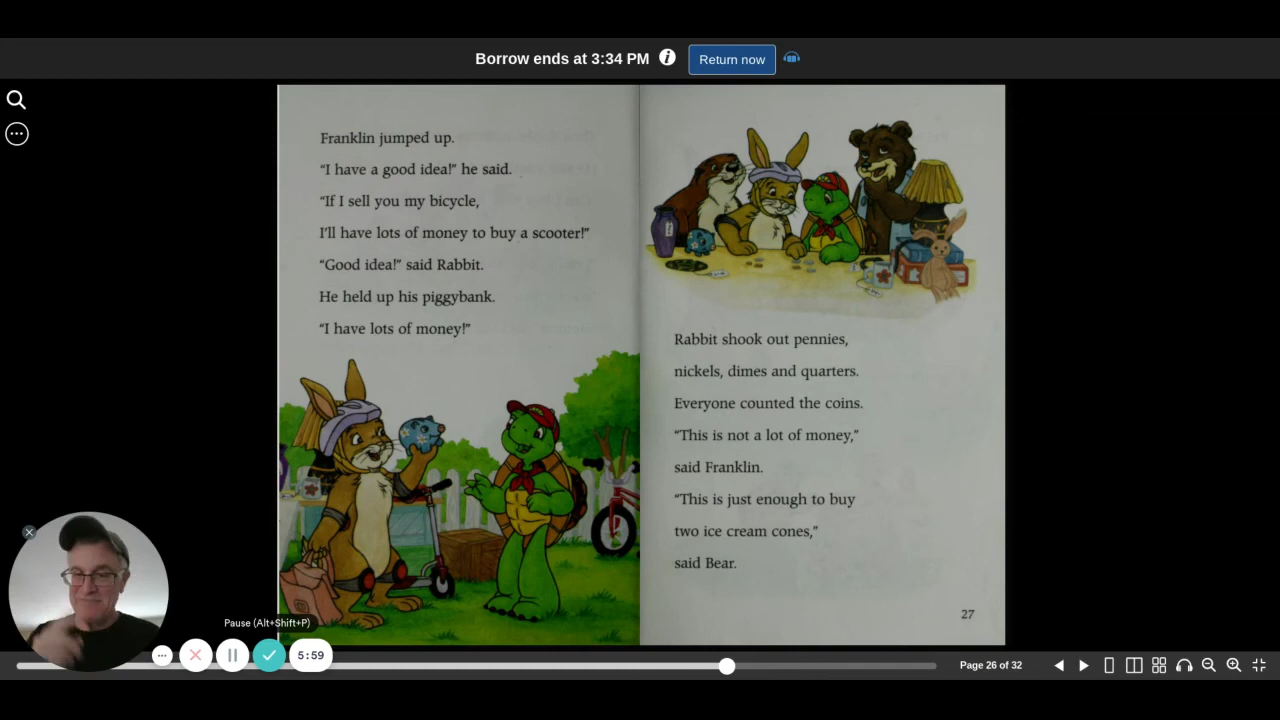 Borrow ends at 3:34 PM
Return now
Franklin jumped up.
“I have a good idea!” he said.
“If I sell you my bicycle,
I’ll have lots of money to buy a scooter!”
“Good idea!” said Rabbit.
He held up his piggybank.
“I have lots of money!”
Rabbit shook out pennies,
nickels, dimes and quarters.
Everyone counted the coins.
“This is not a lot of money,”
said Franklin.
“This is just enough to buy
two ice cream cones,”
said Bear.
27
Pause (Alt+Shift+P)
5:59
Page 26 of 32